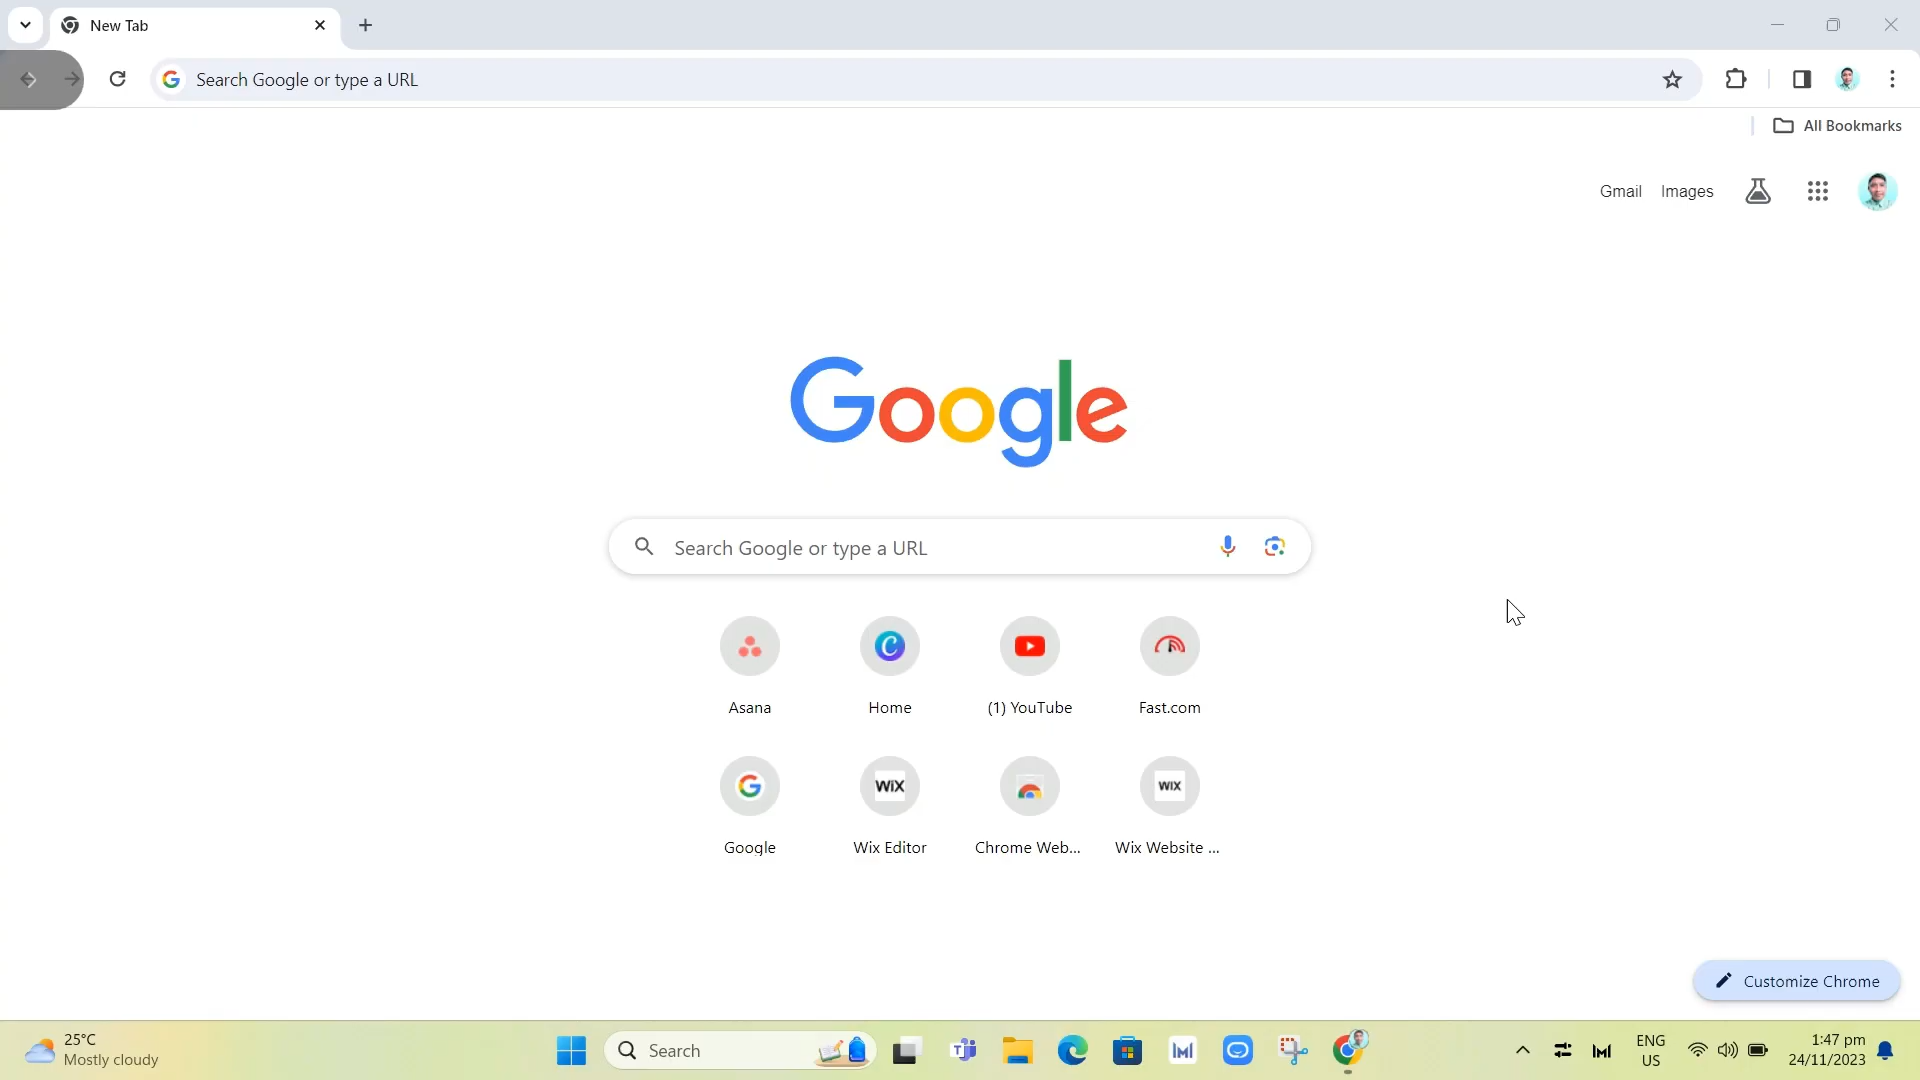 New Tab
Search Google or type a URL
All Bookmarks
Gmail Images
Google
Search Google or type a URL
Asana Home (1) YouTube Fast.com
WiX WiX
Google Wix Editor Chrome Web... Wix Website ...
Customize Chrome
25°C
Mostly cloudy
Search
ENG
US
1:47 pm
24/11/2023